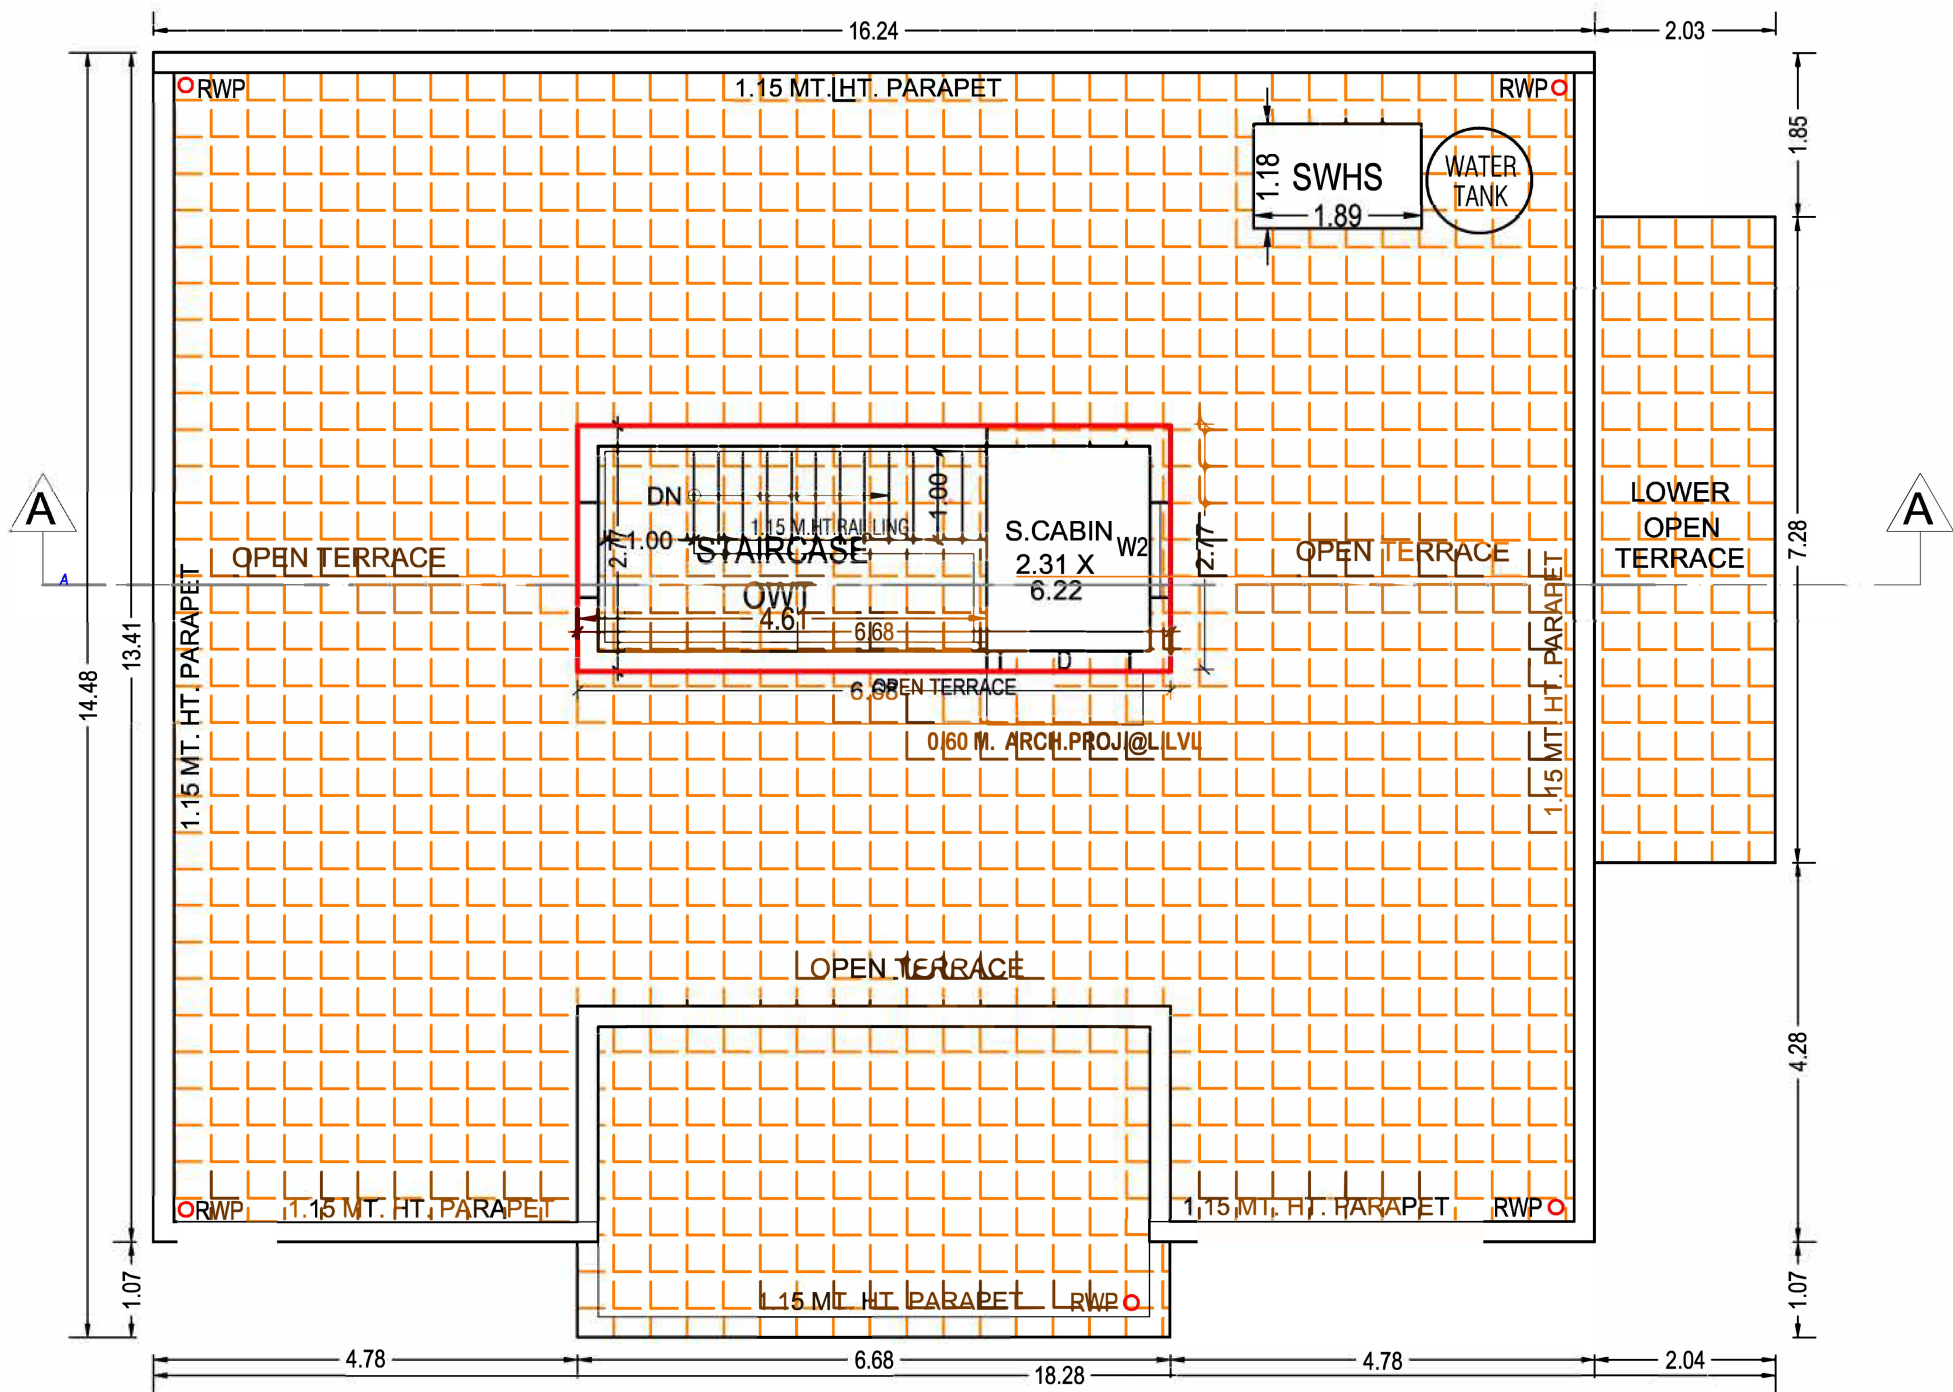 16.24
2.03
RWP
1.15 MT. HT. PARAPET
RWP
1.85
1.18
SWHS
1.89
WATER
TANK
DN
1.00
1.15 M.HT RAILING
1.00
2.77
STAIRCASE
OWT
4.61
6.68
S.CABIN
2.31 X
6.22
W2
D
2.77
6.68
OPEN TERRACE
0.60 M. ARCH.PROJ.@L.LVL
A
A
A
OPEN TERRACE
OPEN TERRACE
LOWER
OPEN
TERRACE
7.28
1.15 MT. HT. PARAPET
1.15 MT. HT. PARAPET
13.41
14.48
OPEN TERRACE
4.28
RWP
1.15 MT. HT. PARAPET
1.15 MT. HT. PARAPET
RWP
1.07
1.15 MT. HT. PARAPET
RWP
1.07
4.78
6.68
4.78
2.04
18.28